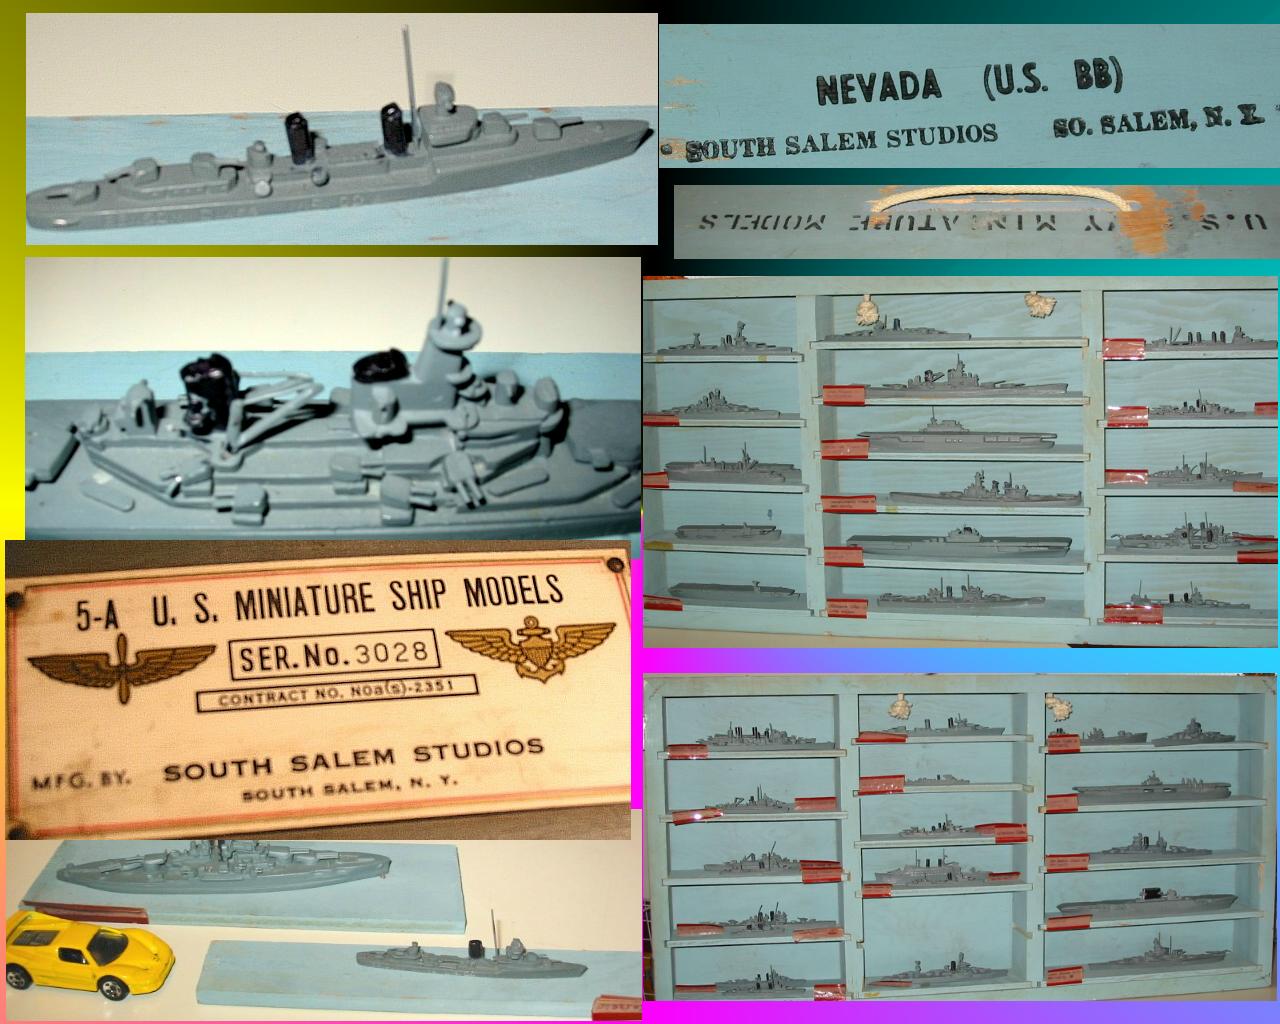 NEVADA (U.S. BB)
SOUTH SALEM STUDIOS SO. SALEM, N. Y.
U.S. NAVY MINIATURE MODELS
5-A U. S. MINIATURE SHIP MODELS
SER.No. 3028
CONTRACT NO. NOa(s)-2351
MFG. BY. SOUTH SALEM STUDIOS
SOUTH SALEM, N. Y.